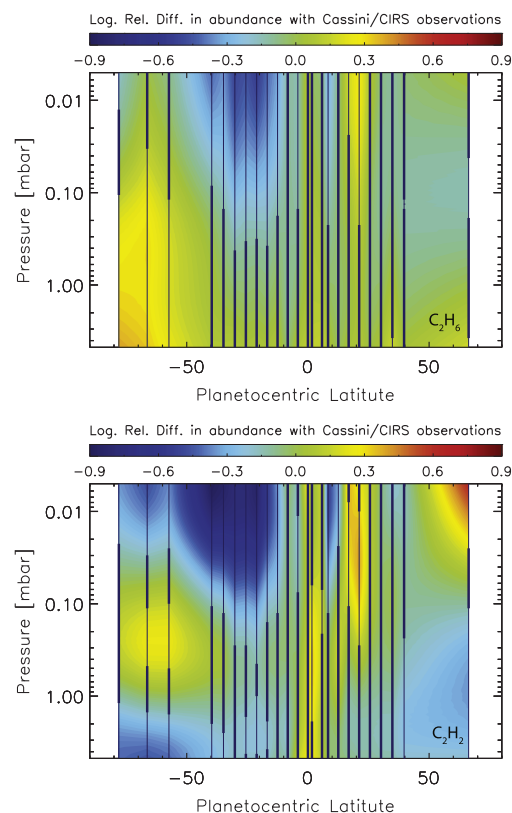 Log. Rel. Diff. in abundance with Cassini/CIRS observations
−0.9 −0.6 −0.3 0.0 0.3 0.6 0.9
0.01
0.10
1.00
Pressure [mbar]
C₂H₆
−50 0 50
Planetocentric Latitute
Log. Rel. Diff. in abundance with Cassini/CIRS observations
−0.9 −0.6 −0.3 0.0 0.3 0.6 0.9
0.01
0.10
1.00
Pressure [mbar]
C₂H₂
−50 0 50
Planetocentric Latitute